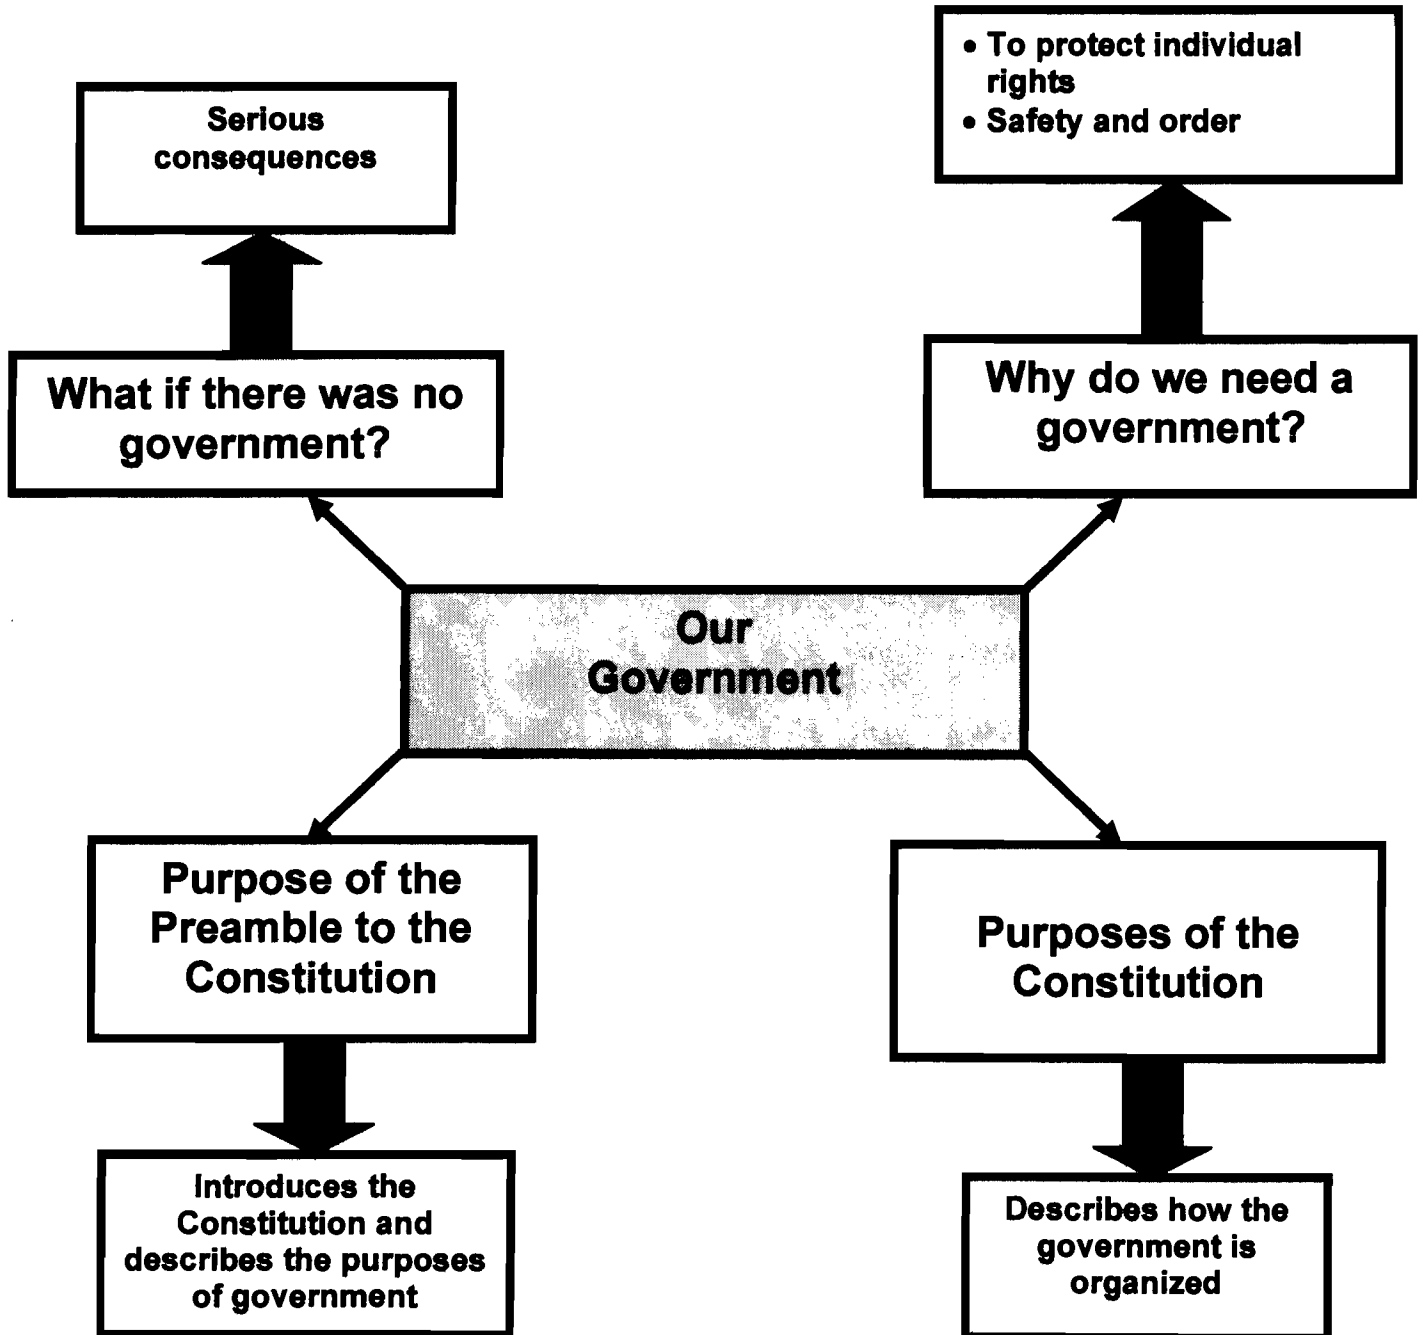 • To protect individual
rights
• Safety and order
Serious
consequences
What if there was no
government?
Why do we need a
government?
Our
Government
Purpose of the
Preamble to the
Constitution
Purposes of the
Constitution
Introduces the
Constitution and
describes the purposes
of government
Describes how the
government is
organized